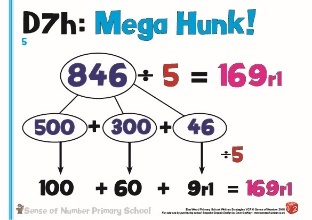 D7h: Mega Hunk!
5
846 ÷ 5 = 169r1
500 + 300 + 46
÷5
100 + 60 + 9r1 = 169r1
Sense of Number Primary School